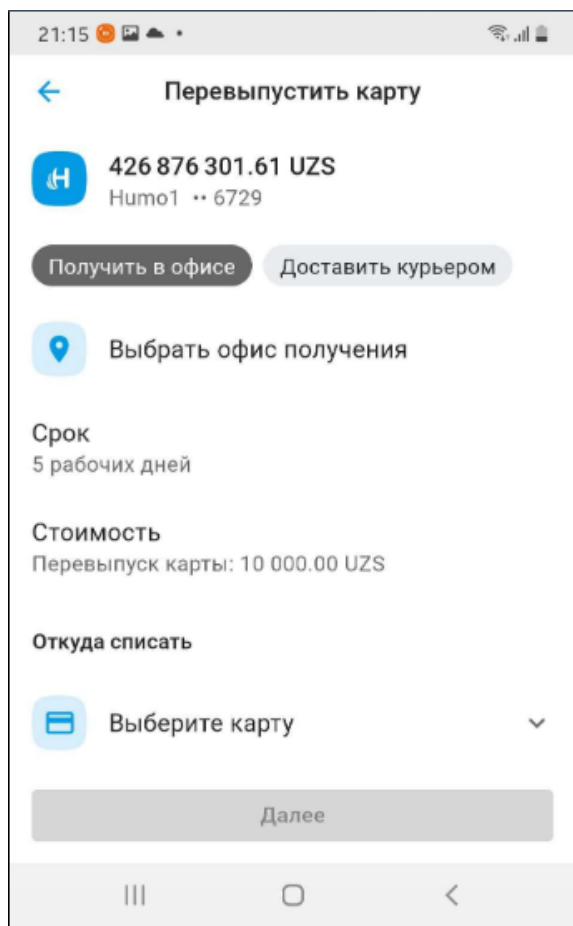 21:15
Перевыпустить карту
426 876 301.61 UZS
Humo1 •• 6729
Получить в офисе
Доставить курьером
Выбрать офис получения
Срок
5 рабочих дней
Стоимость
Перевыпуск карты: 10 000.00 UZS
Откуда списать
Выберите карту
Далее